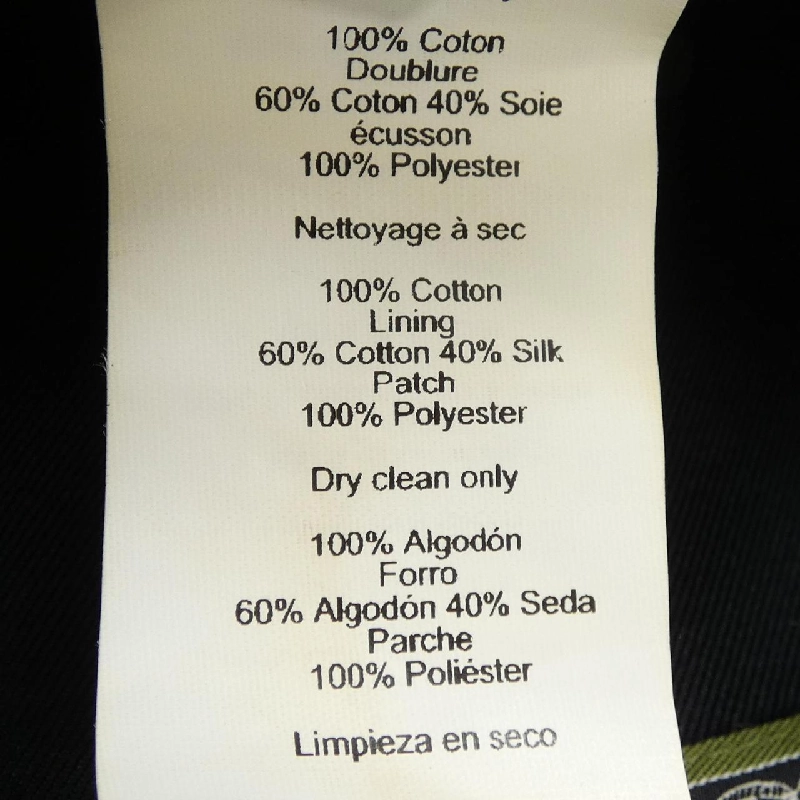 100% Coton
Doublure
60% Coton 40% Soie
écusson
100% Polyester
Nettoyage à sec
100% Cotton
Lining
60% Cotton 40% Silk
Patch
100% Polyester
Dry clean only
100% Algodón
Forro
60% Algodón 40% Seda
Parche
100% Poliéster
Limpieza en seco